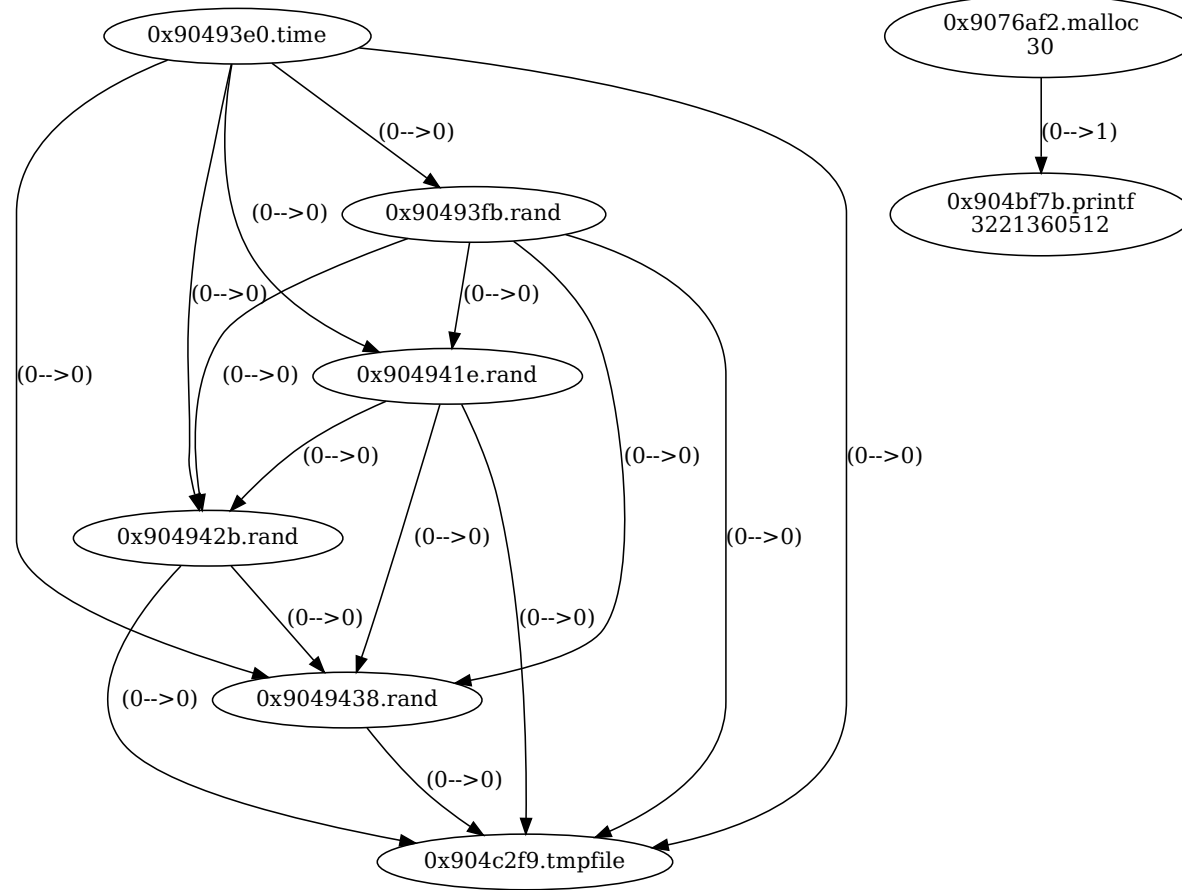 0x90493e0.time
0x9076af2.malloc
30
(0-->0)
(0-->1)
0x90493fb.rand
(0-->0)
0x904bf7b.printf
3221360512
(0-->0)
(0-->0)
0x904941e.rand
(0-->0)
(0-->0)
(0-->0)
(0-->0)
(0-->0)
0x904942b.rand
(0-->0)
(0-->0)
(0-->0)
(0-->0)
0x9049438.rand
(0-->0)
(0-->0)
0x904c2f9.tmpfile